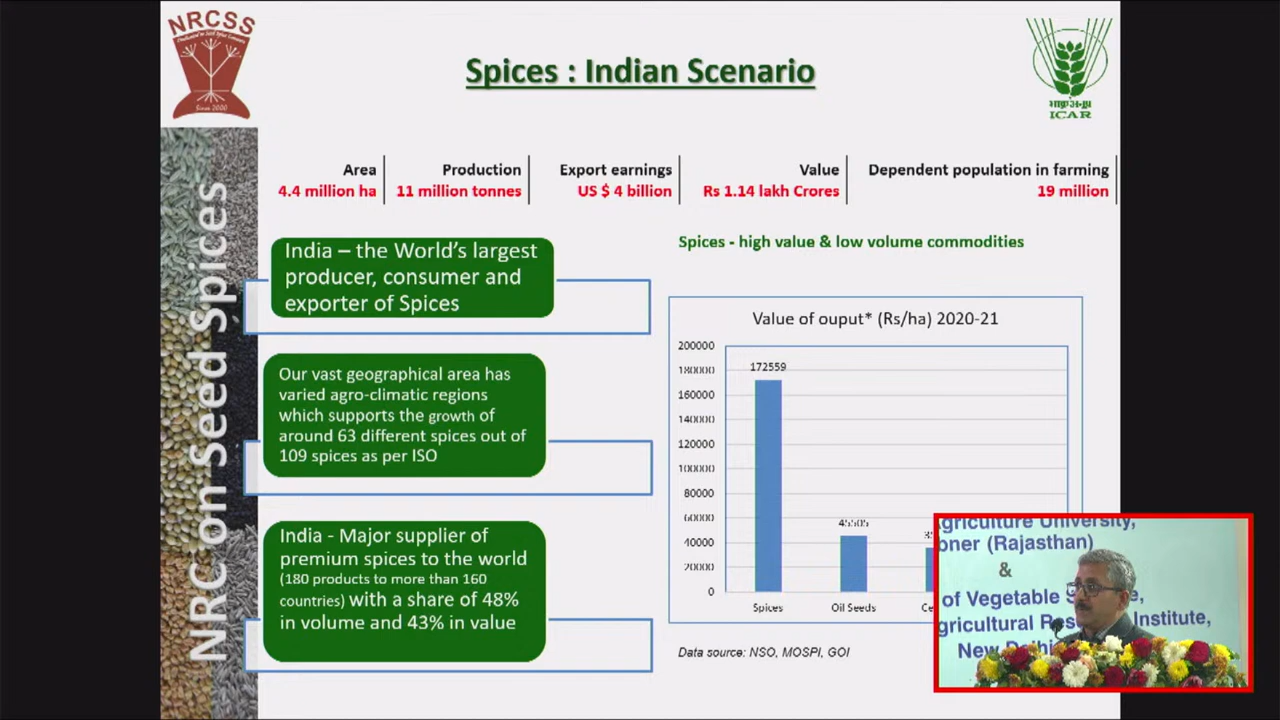 NRCSS
Since 2000
Spices : Indian Scenario
ICAR
Area
4.4 million ha
Production
11 million tonnes
Export earnings
US $ 4 billion
Value
Rs 1.14 lakh Crores
Dependent population in farming
19 million
NRC on Seed Spices
India – the World's largest
producer, consumer and
exporter of Spices
Our vast geographical area has
varied agro-climatic regions
which supports the growth of
around 63 different spices out of
109 spices as per ISO
India - Major supplier of
premium spices to the world
(180 products to more than 160
countries) with a share of 48%
in volume and 43% in value
Spices - high value & low volume commodities
Value of ouput* (Rs/ha) 2020-21
200000
180000
160000
140000
120000
100000
80000
60000
40000
20000
0
172559
45505
Spices
Oil Seeds
Data source: NSO, MOSPI, GOI
Agriculture University,
bner (Rajasthan)
&
of Vegetable
gricultural Institute,
New Delhi